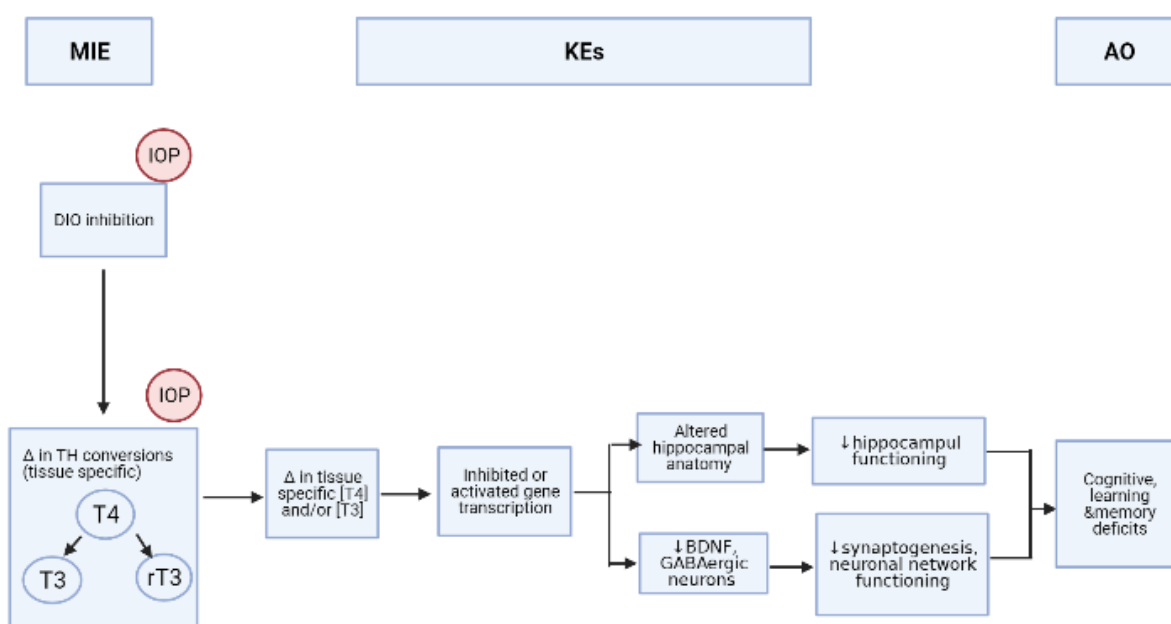 MIE
KEs
AO
IOP
DIO inhibition
IOP
Δ in TH conversions
(tissue specific)
T4
T3
rT3
Δ in tissue
specific [T4]
and/or [T3]
Inhibited or
activated gene
transcription
Altered
hippocampal
anatomy
↓hippocampul
functioning
↓BDNF,
GABAergic
neurons
↓synaptogenesis,
neuronal network
functioning
Cognitive,
learning
&memory
deficits